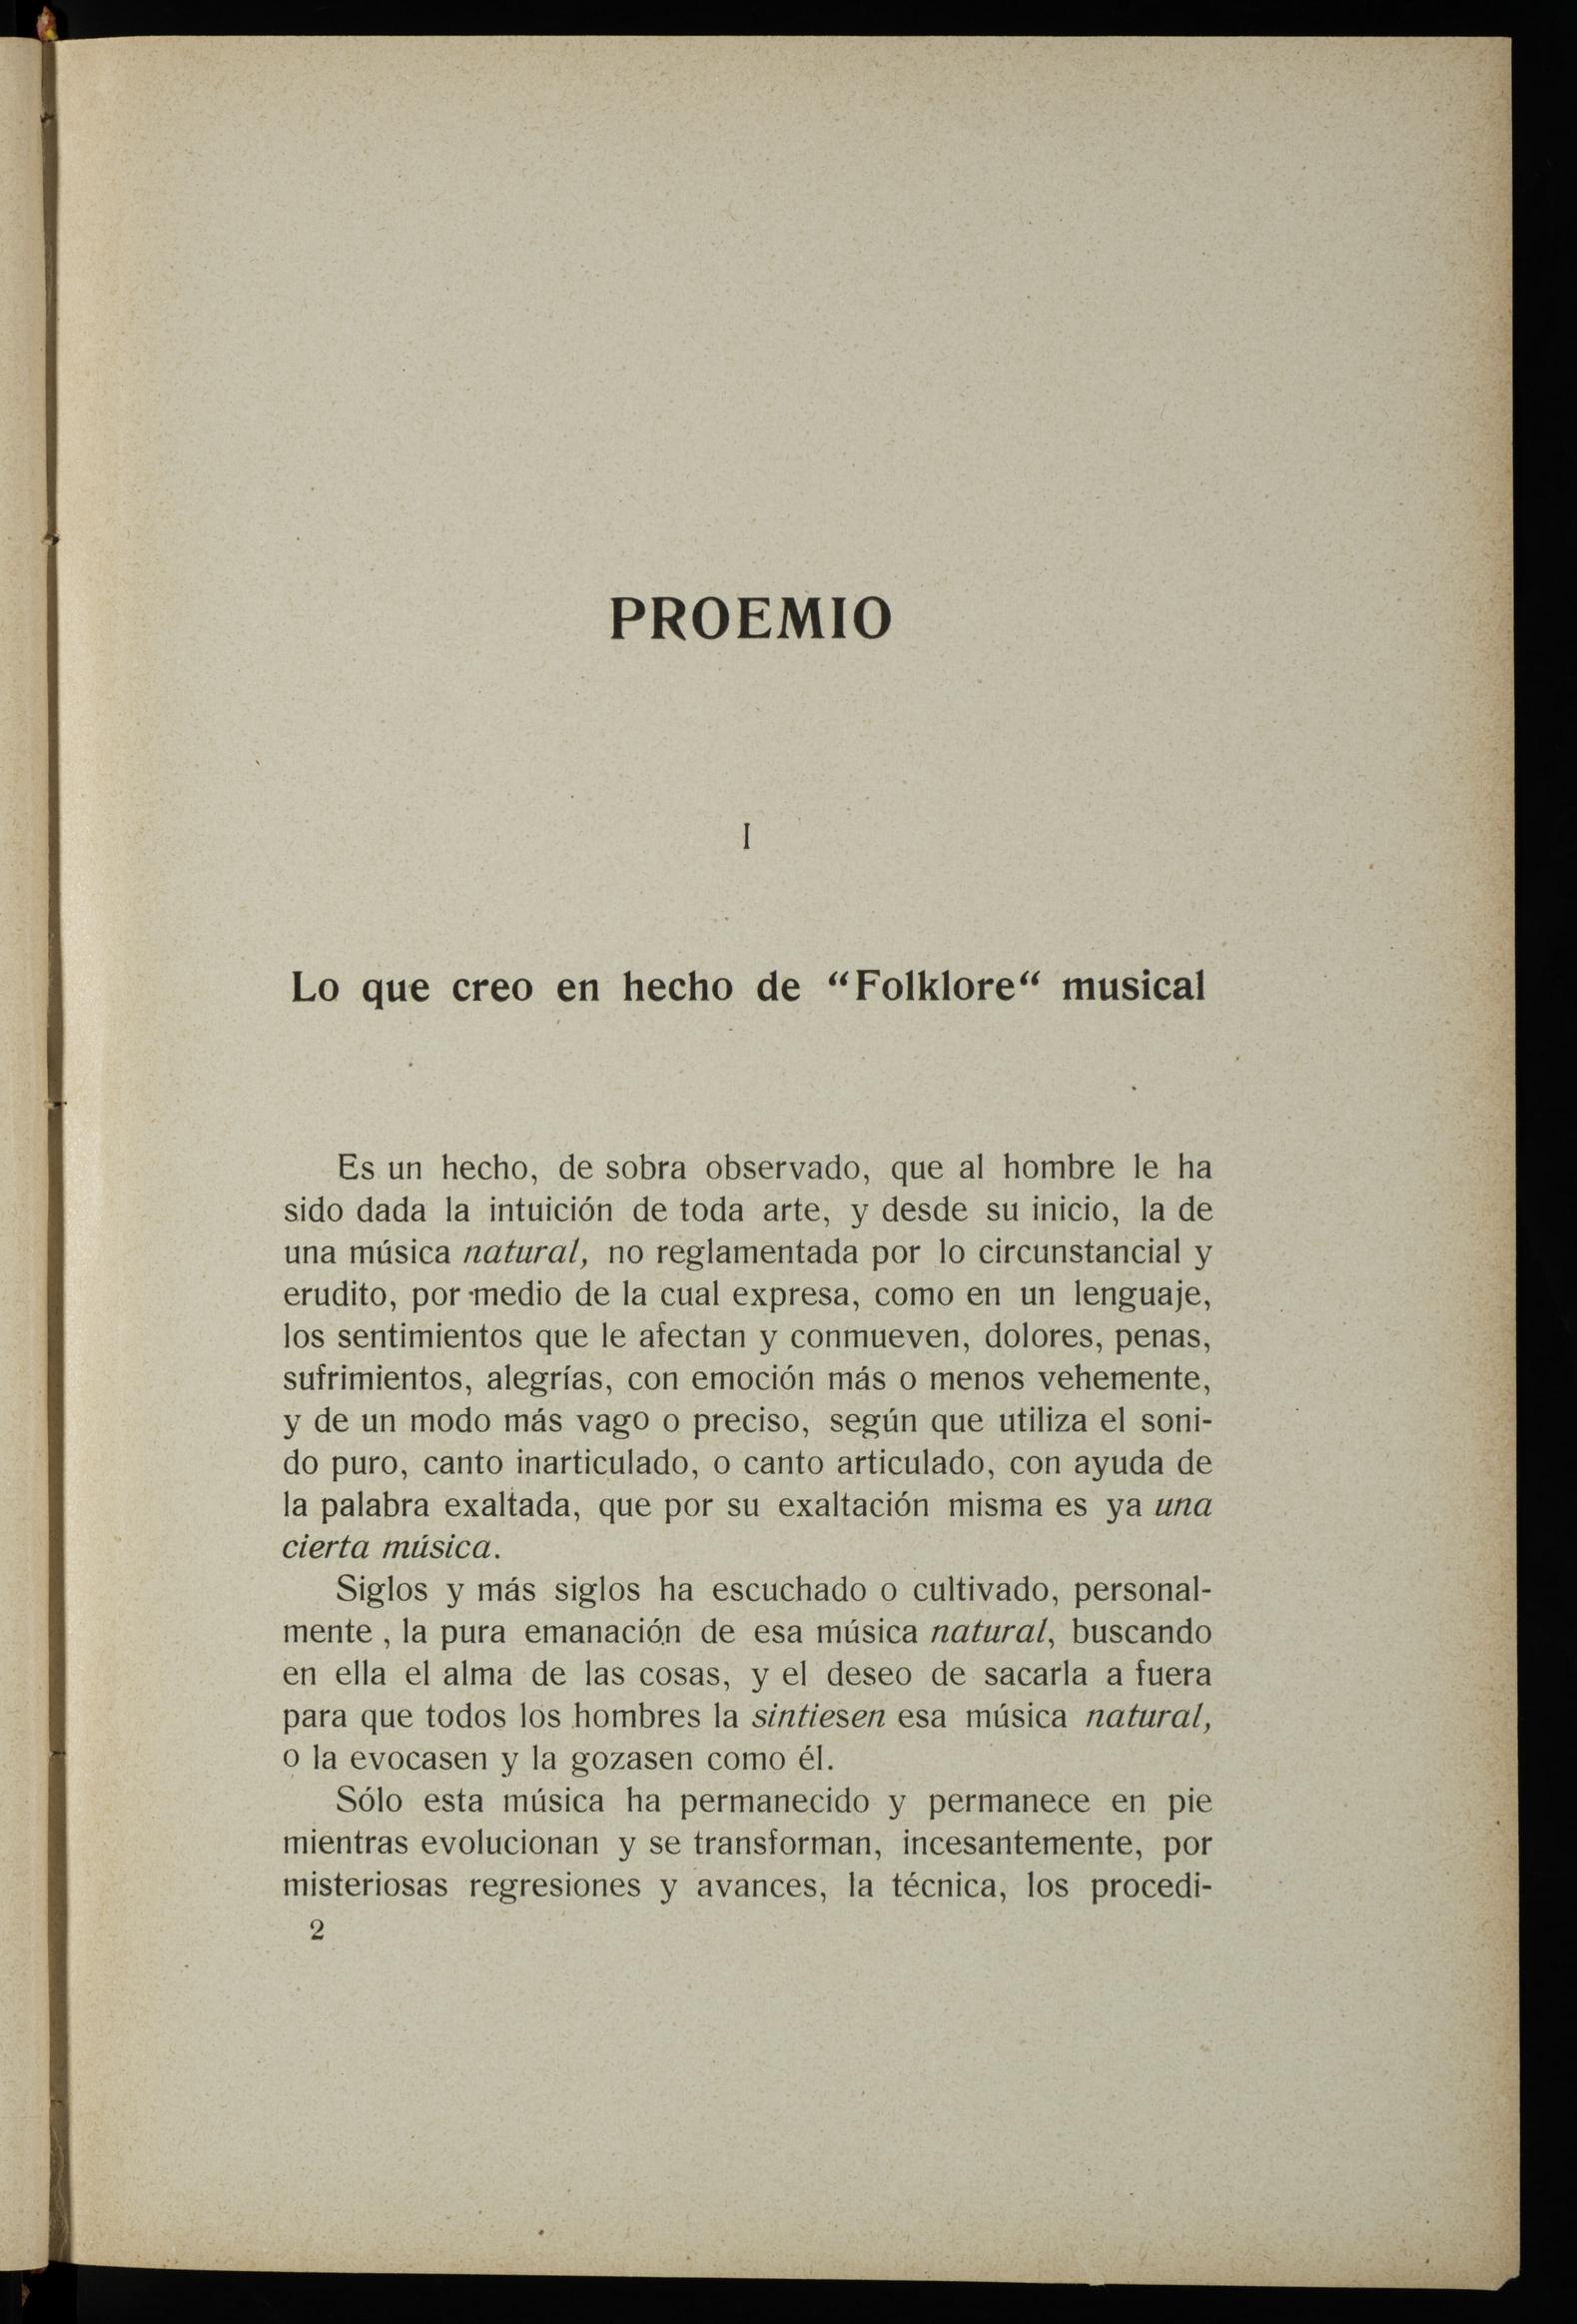 PROEMIO
I
Lo que creo en hecho de “Folklore“ musical
Es un hecho, de sobra observado, que al hombre le ha
sido dada la intuición de toda arte, y desde su inicio, la de
una música natural, no reglamentada por lo circunstancial y
erudito, por medio de la cual expresa, como en un lenguaje,
los sentimientos que le afectan y conmueven, dolores, penas,
sufrimientos, alegrías, con emoción más o menos vehemente,
y de un modo más vago o preciso, según que utiliza el soni-
do puro, canto inarticulado, o canto articulado, con ayuda de
la palabra exaltada, que por su exaltación misma es ya una
cierta música.
Siglos y más siglos ha escuchado o cultivado, personal-
mente , la pura emanación de esa música natural, buscando
en ella el alma de las cosas, y el deseo de sacarla a fuera
para que todos los hombres la sintiesen esa música natural,
o la evocasen y la gozasen como él.
Sólo esta música ha permanecido y permanece en pie
mientras evolucionan y se transforman, incesantemente, por
misteriosas regresiones y avances, la técnica, los procedi-
2